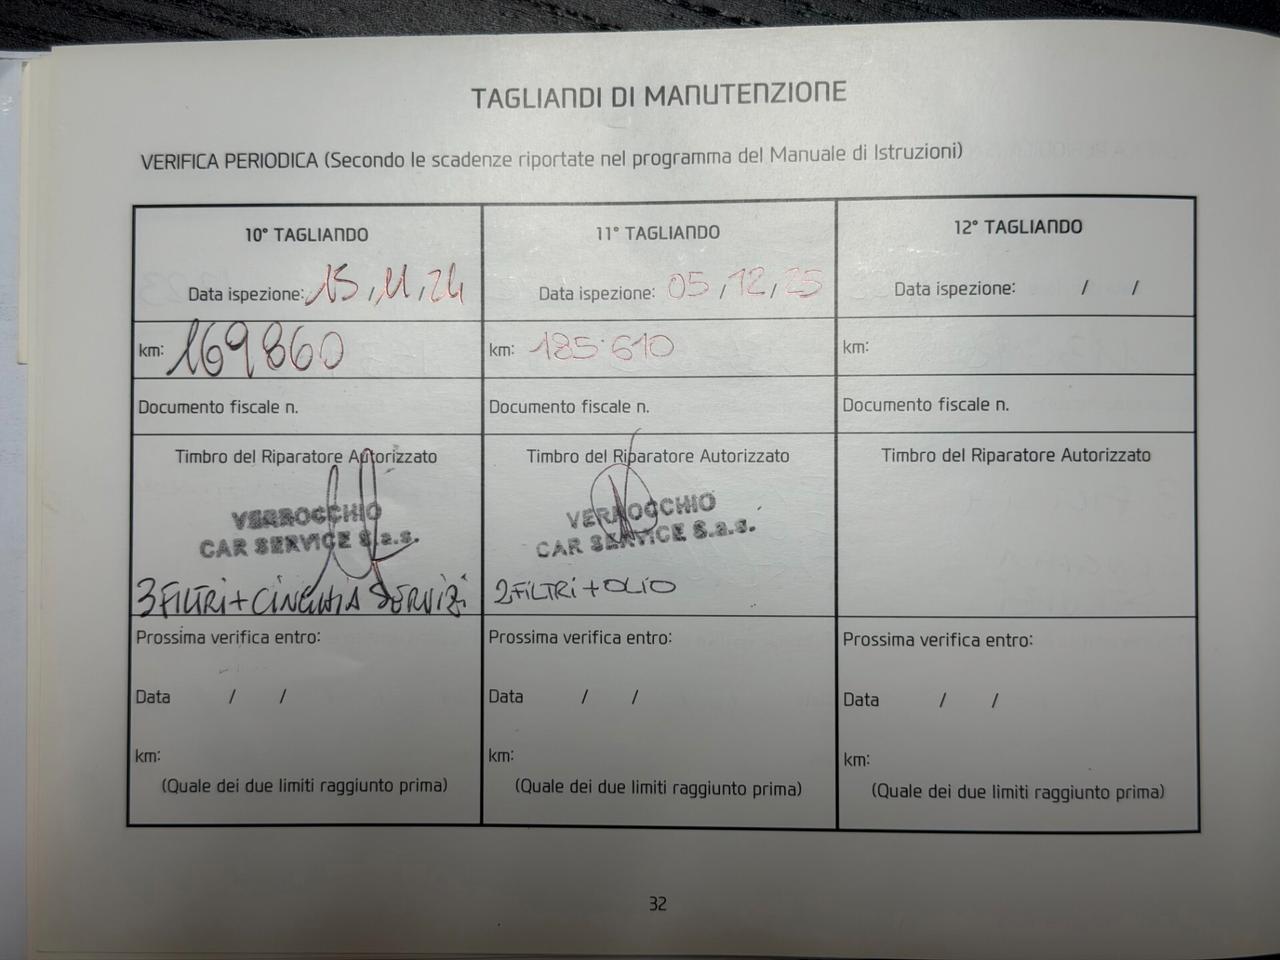 TAGLIANDI DI MANUTENZIONE
VERIFICA PERIODICA (Secondo le scadenze riportate nel programma del Manuale di Istruzioni)
10° TAGLIANDO
Data ispezione: 15 / 11 / 24
km: 169860
Documento fiscale n.
Timbro del Riparatore Autorizzato
VERROCCHIO
CAR SERVICE S.a.s.
3 FILTRI + CINGHIA SERVIZI
Prossima verifica entro:
Data / /
km:
(Quale dei due limiti raggiunto prima)
11° TAGLIANDO
Data ispezione: 05 / 12 / 25
km: 185·610
Documento fiscale n.
Timbro del Riparatore Autorizzato
VERROCCHIO
CAR SERVICE S.a.s.
2 FILTRI + OLIO
Prossima verifica entro:
Data / /
km:
(Quale dei due limiti raggiunto prima)
12° TAGLIANDO
Data ispezione: / /
km:
Documento fiscale n.
Timbro del Riparatore Autorizzato
Prossima verifica entro:
Data / /
km:
(Quale dei due limiti raggiunto prima)
32